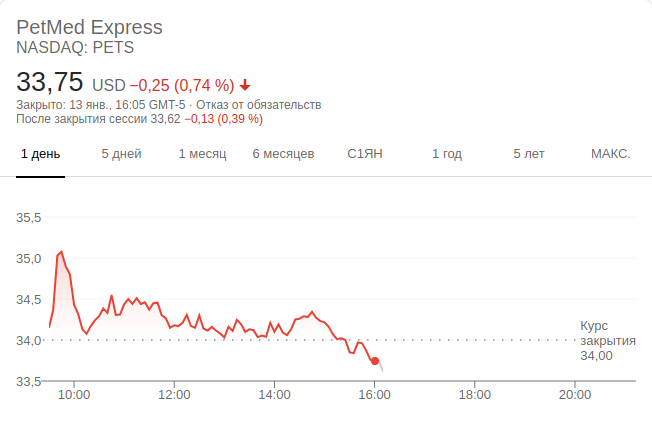 PetMed Express
NASDAQ: PETS
33,75 USD −0,25 (0,74 %)
Закрыто: 13 янв., 16:05 GMT-5 · Отказ от обязательств
После закрытия сессии 33,62 −0,13 (0,39 %)
1 день 5 дней 1 месяц 6 месяцев С1ЯН 1 год 5 лет МАКС.
35,5
35,0
34,5
34,0
33,5
Курс
закрытия
34,00
10:00 12:00 14:00 16:00 18:00 20:00